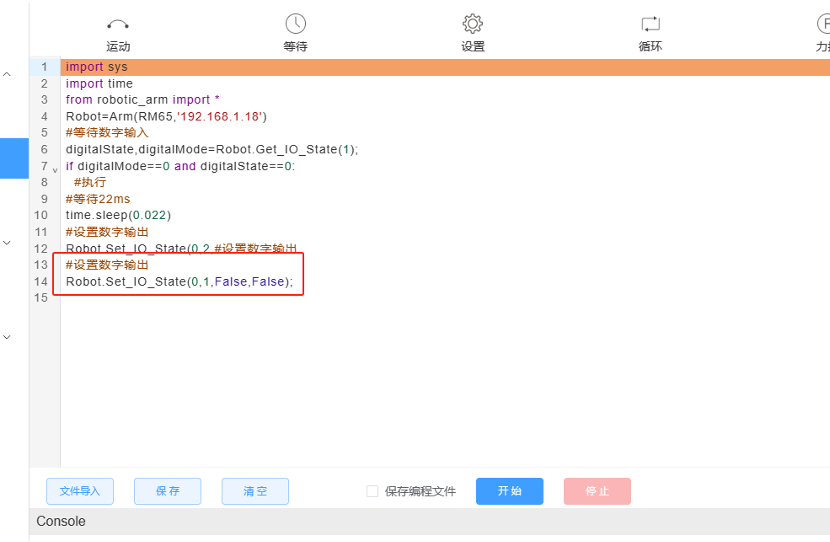 运动 等待 设置 循环
1 import sys
2 import time
3 from robotic_arm import *
4 Robot=Arm(RM65,'192.168.1.18')
5 #等待数字输入
6 digitalState,digitalMode=Robot.Get_IO_State(1);
7 if digitalMode==0 and digitalState==0:
8 #执行
9 #等待22ms
10 time.sleep(0.022)
11 #设置数字输出
12 Robot.Set_IO_State(0,2,#设置数字输出
13 #设置数字输出
14 Robot.Set_IO_State(0,1,False,False);
15
文件导入 保存 清空 保存编程文件 开始 停止
Console